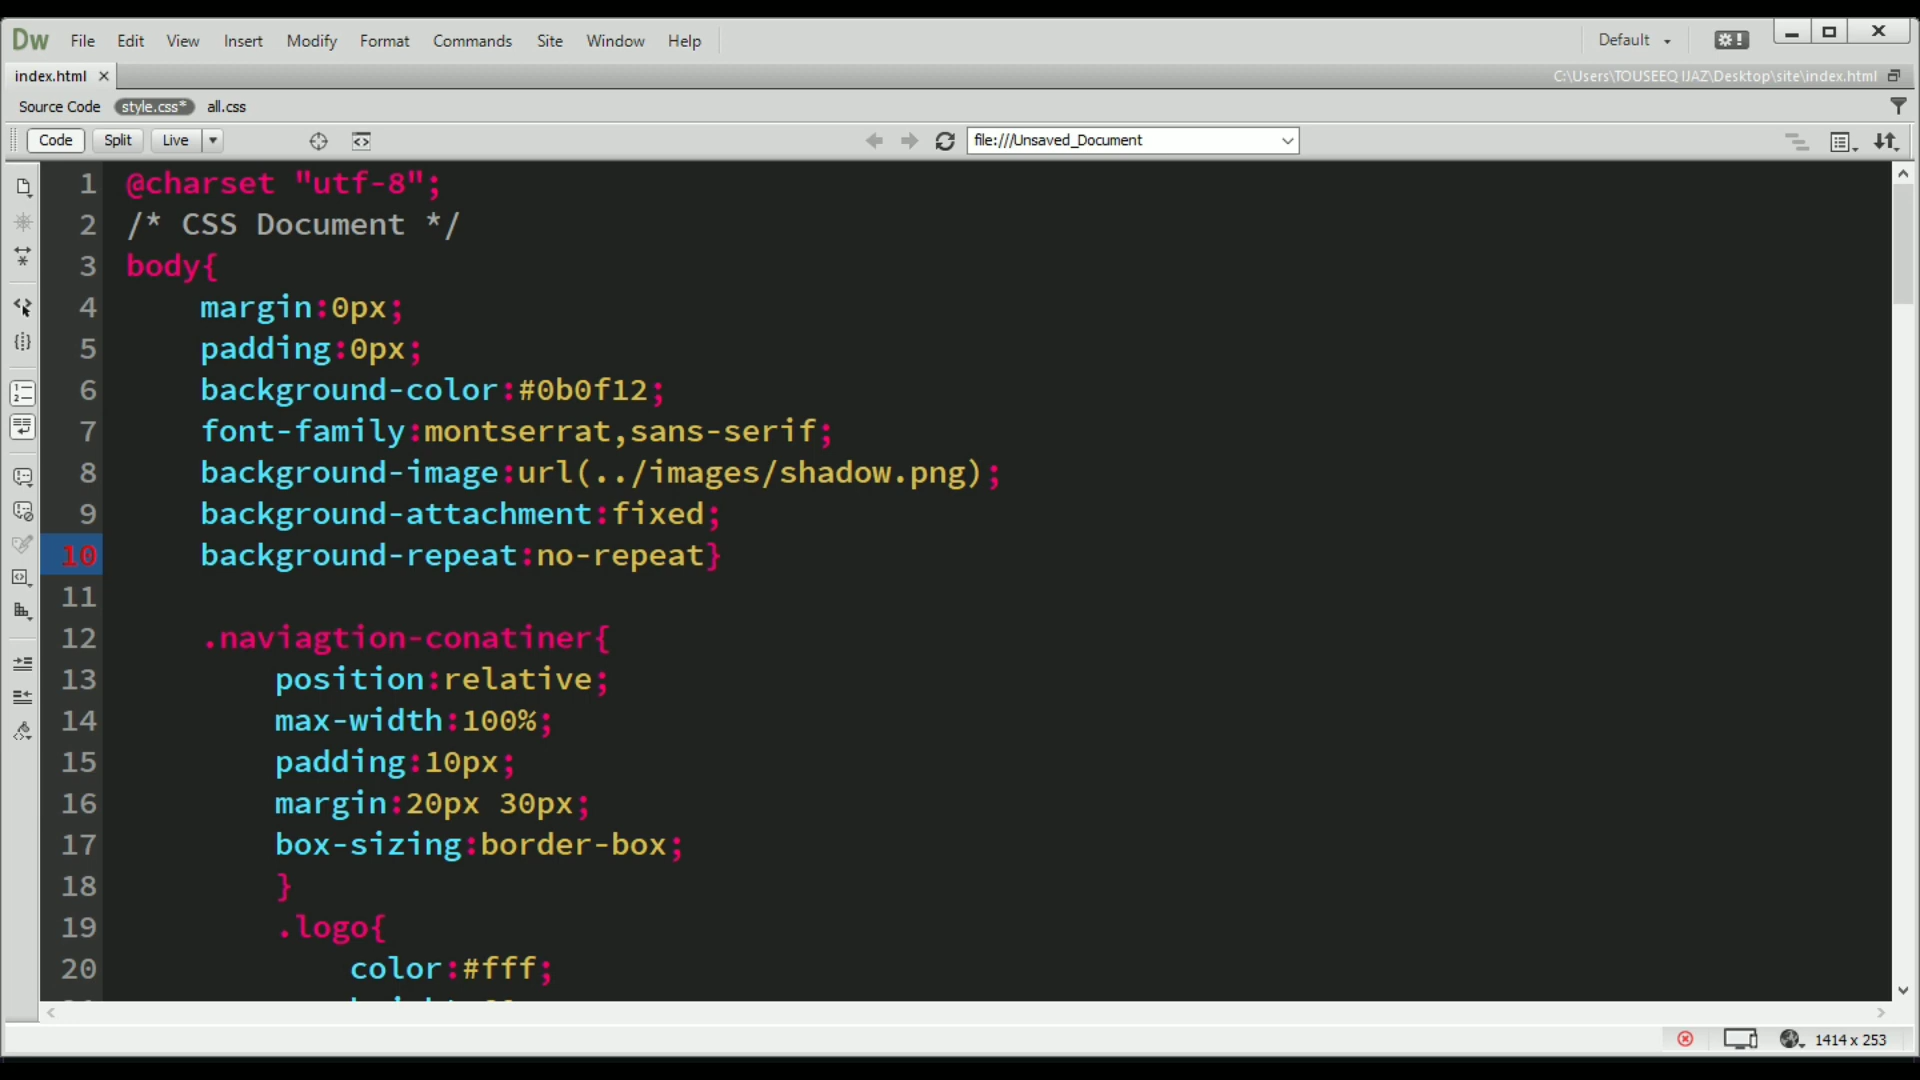 Dw File Edit View Insert Modify Format Commands Site Window Help Default
index.html C:\Users\TOUSEEQ IJAZ\Desktop\site\index.html
Source Code style.css* all.css
Code Split Live file:///Unsaved_Document
1 @charset "utf-8";
2 /* CSS Document */
3 body{
4 margin:0px;
5 padding:0px;
6 background-color:#0b0f12;
7 font-family:montserrat,sans-serif;
8 background-image:url(../images/shadow.png);
9 background-attachment:fixed;
10 background-repeat:no-repeat}
11
12 .naviagtion-conatiner{
13 position:relative;
14 max-width:100%;
15 padding:10px;
16 margin:20px 30px;
17 box-sizing:border-box;
18 }
19 .logo{
20 color:#fff;
1414 x 253